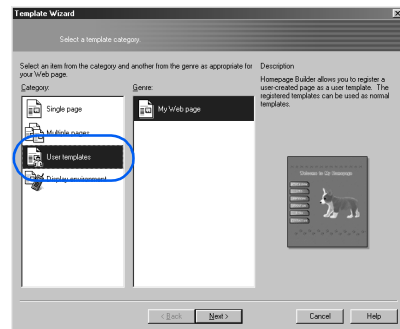 Template Wizard
Select a template category.
Select an item from the category and another from the genre as appropriate for
your Web page.
Category:
Genre:
Description
Homepage Builder allows you to register a
user-created page as a user template. The
registered templates can be used as normal
templates.
Single page
Multiple pages
User templates
Display environment
My Web page
< Back
Next >
Cancel
Help